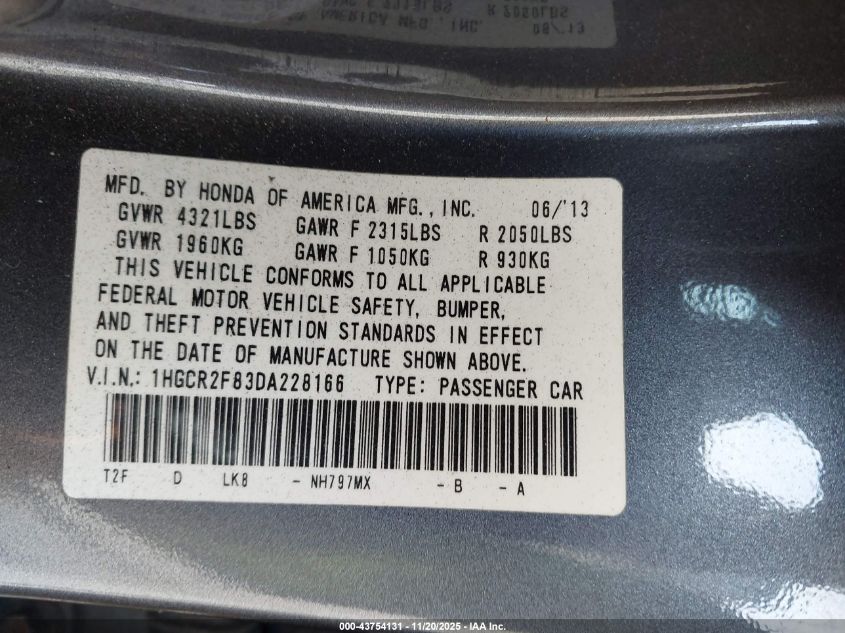 MFD. BY HONDA OF AMERICA MFG., INC. 06/'13
GVWR 4321LBS GAWR F 2315LBS R 2050LBS
GVWR 1960KG GAWR F 1050KG R 930KG
THIS VEHICLE CONFORMS TO ALL APPLICABLE
FEDERAL MOTOR VEHICLE SAFETY, BUMPER,
AND THEFT PREVENTION STANDARDS IN EFFECT
ON THE DATE OF MANUFACTURE SHOWN ABOVE.
V.I.N.: 1HGCR2F83DA228166 TYPE: PASSENGER CAR
T2F D LK8 - NH797MX - B - A
000-43754131 - 11/20/2025 - IAA Inc.